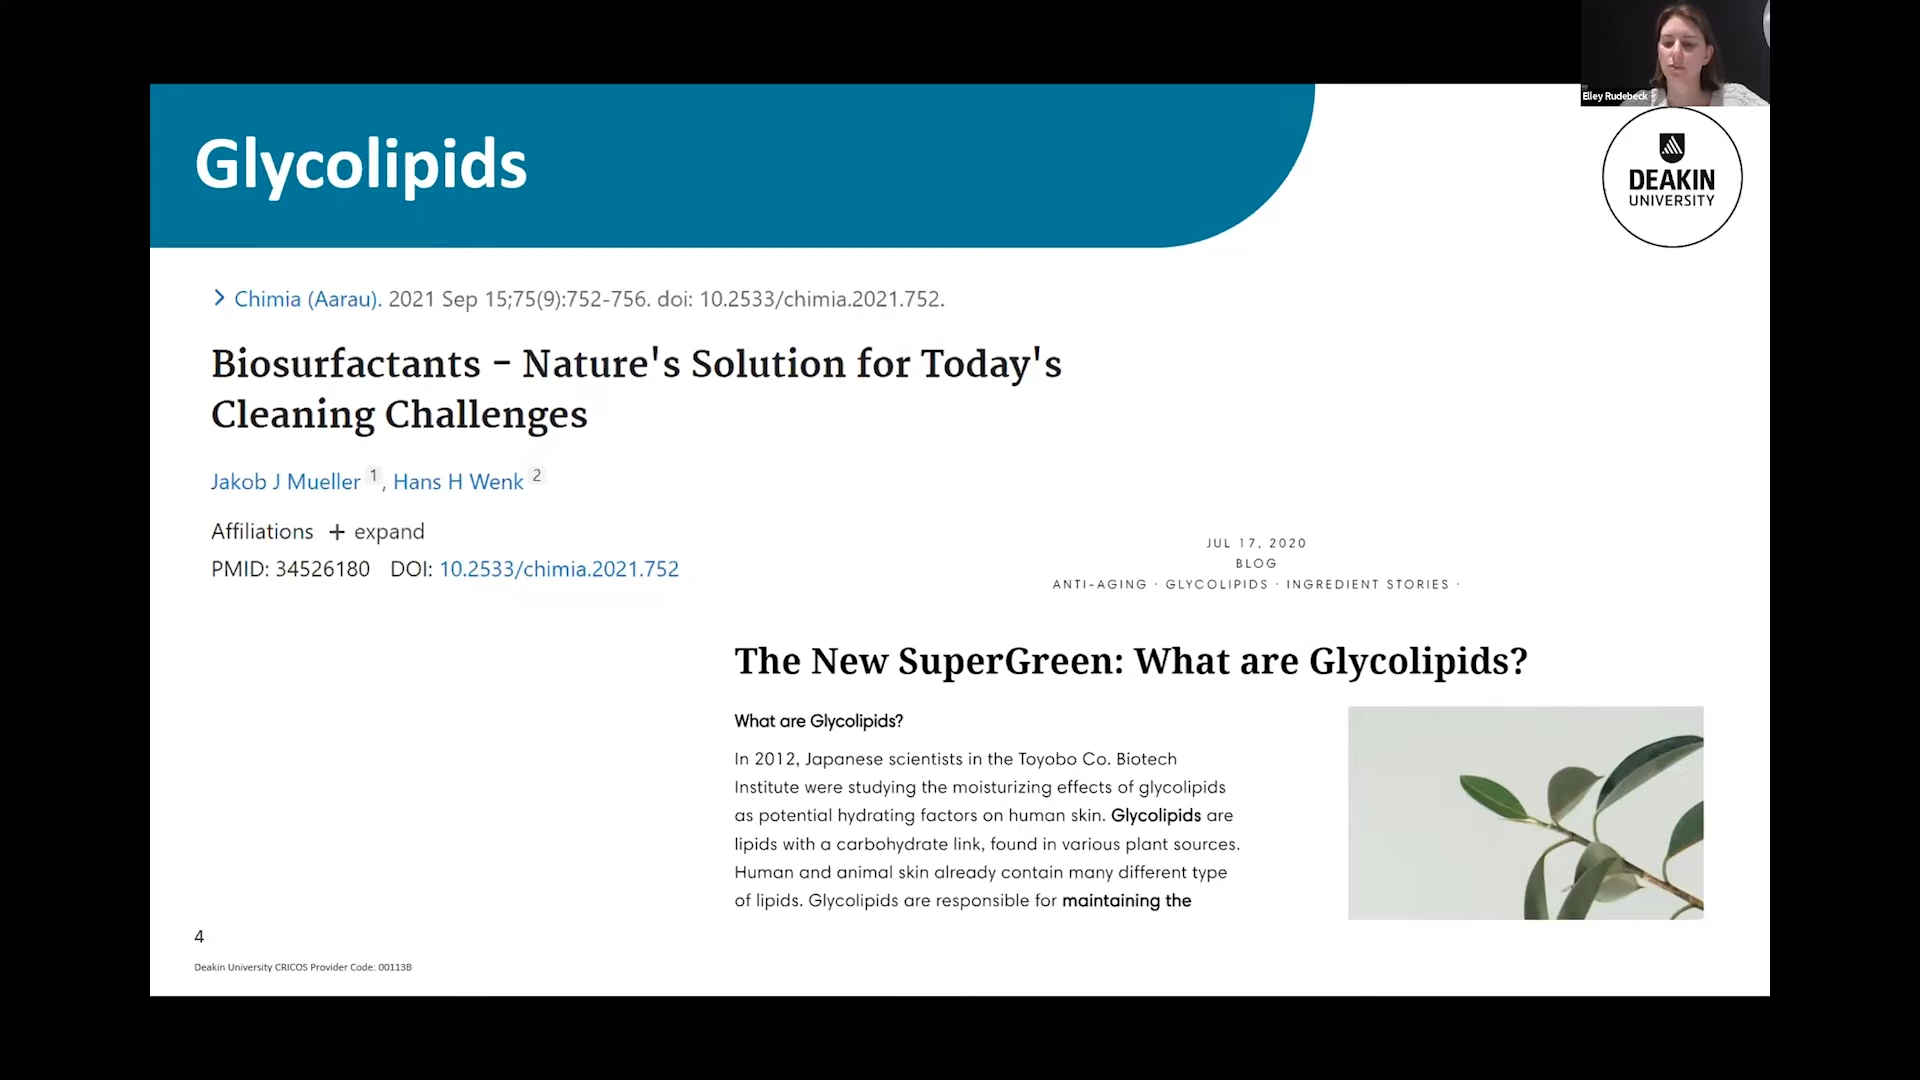 Elley Rudebeck
Glycolipids
DEAKIN
UNIVERSITY
Chimia (Aarau). 2021 Sep 15;75(9):752-756. doi: 10.2533/chimia.2021.752.
Biosurfactants - Nature's Solution for Today's
Cleaning Challenges
Jakob J Mueller 1, Hans H Wenk 2
Affiliations + expand
PMID: 34526180 DOI: 10.2533/chimia.2021.752
JUL 17, 2020
BLOG
ANTI-AGING · GLYCOLIPIDS · INGREDIENT STORIES ·
The New SuperGreen: What are Glycolipids?
What are Glycolipids?
In 2012, Japanese scientists in the Toyobo Co. Biotech
Institute were studying the moisturizing effects of glycolipids
as potential hydrating factors on human skin. Glycolipids are
lipids with a carbohydrate link, found in various plant sources.
Human and animal skin already contain many different type
of lipids. Glycolipids are responsible for maintaining the
4
Deakin University CRICOS Provider Code: 00113B